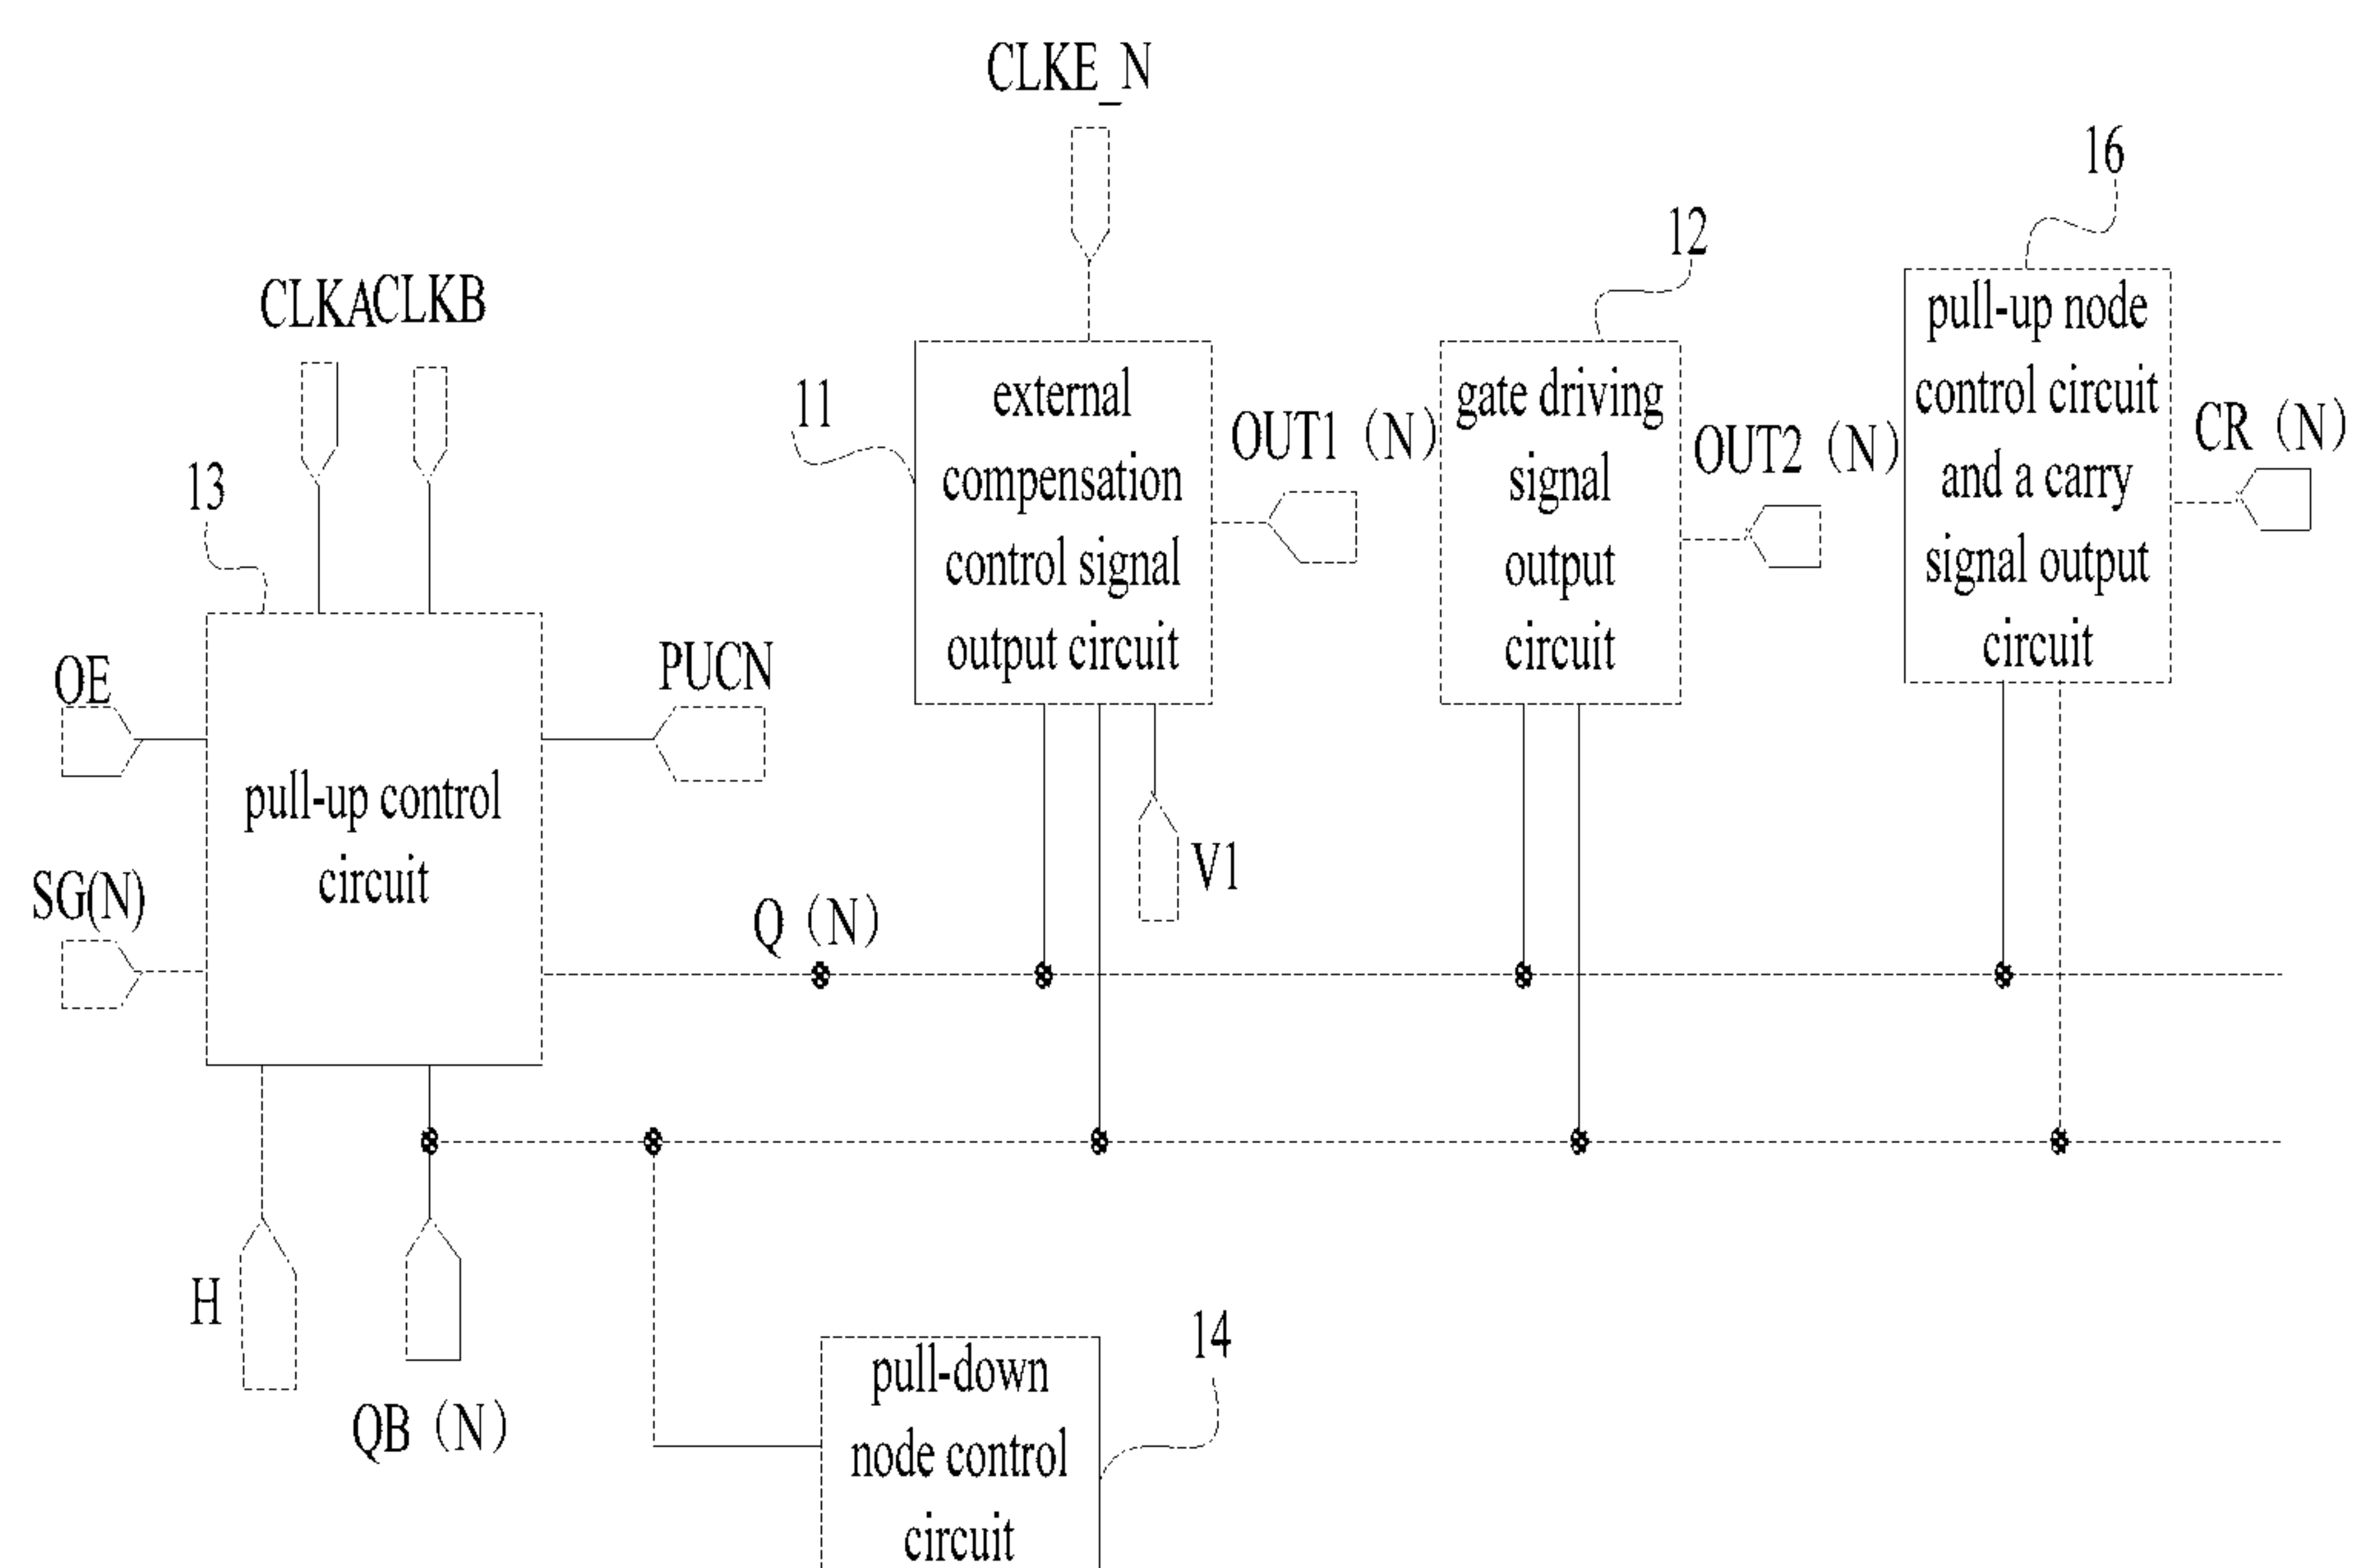 CLKE_N
16
12
CLKA
CLKB
pull-up node
control circuit
and a carry
signal output
circuit
CR (N)
11
external
compensation
control signal
output circuit
OUT1 (N)
gate driving
signal
output
circuit
OUT2 (N)
13
OE
PUCN
pull-up control
circuit
SG(N)
V1
Q (N)
H
QB (N)
14
pull-down
node control
circuit